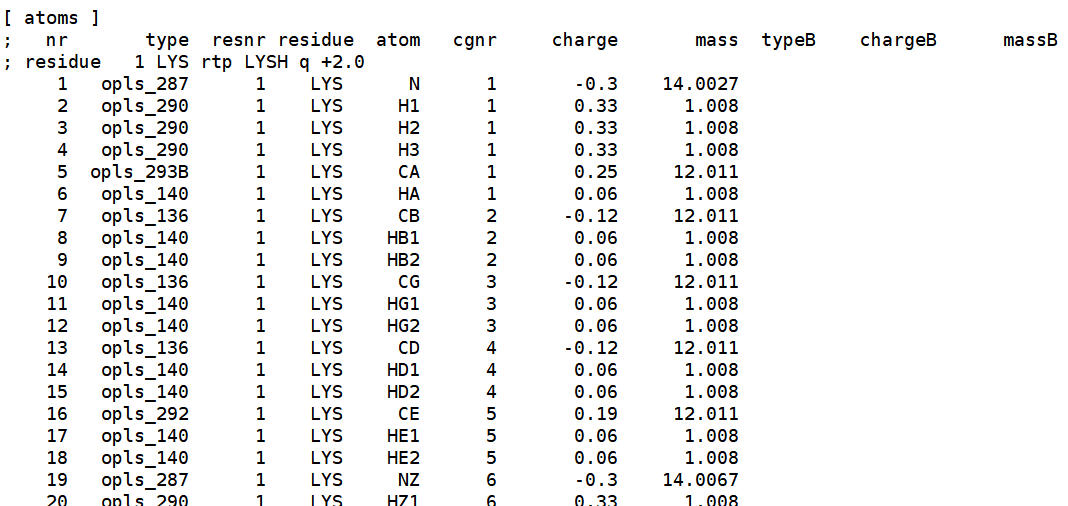 [ atoms ]
;   nr       type  resnr residue  atom   cgnr     charge       mass  typeB    chargeB      massB
; residue   1 LYS rtp LYSH q +2.0
     1   opls_287      1    LYS      N      1       -0.3    14.0027
     2   opls_290      1    LYS     H1      1       0.33      1.008
     3   opls_290      1    LYS     H2      1       0.33      1.008
     4   opls_290      1    LYS     H3      1       0.33      1.008
     5  opls_293B      1    LYS     CA      1       0.25     12.011
     6   opls_140      1    LYS     HA      1       0.06      1.008
     7   opls_136      1    LYS     CB      2      -0.12     12.011
     8   opls_140      1    LYS    HB1      2       0.06      1.008
     9   opls_140      1    LYS    HB2      2       0.06      1.008
    10   opls_136      1    LYS     CG      3      -0.12     12.011
    11   opls_140      1    LYS    HG1      3       0.06      1.008
    12   opls_140      1    LYS    HG2      3       0.06      1.008
    13   opls_136      1    LYS     CD      4      -0.12     12.011
    14   opls_140      1    LYS    HD1      4       0.06      1.008
    15   opls_140      1    LYS    HD2      4       0.06      1.008
    16   opls_292      1    LYS     CE      5       0.19     12.011
    17   opls_140      1    LYS    HE1      5       0.06      1.008
    18   opls_140      1    LYS    HE2      5       0.06      1.008
    19   opls_287      1    LYS     NZ      6       -0.3    14.0067
    20   opls_290      1    LYS    HZ1      6       0.33      1.008